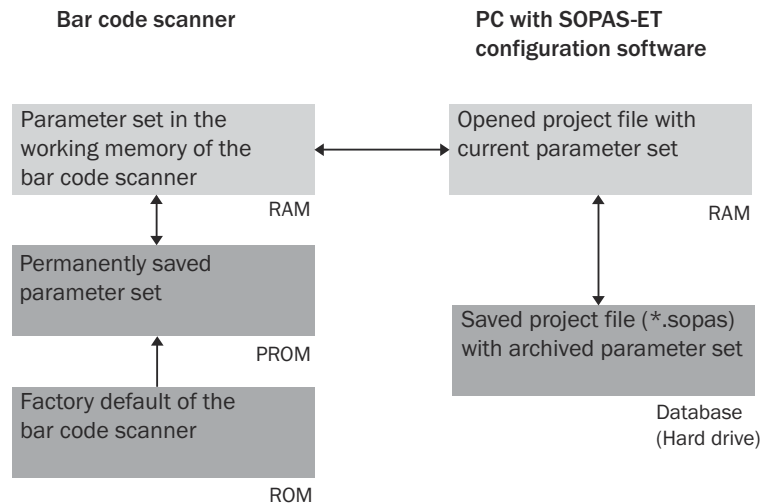 Bar code scanner
PC with SOPAS-ET
configuration software
Parameter set in the
working memory of the
bar code scanner
RAM
Opened project file with
current parameter set
RAM
Permanently saved
parameter set
PROM
Saved project file (*.sopas)
with archived parameter set
Database
(Hard drive)
Factory default of the
bar code scanner
ROM